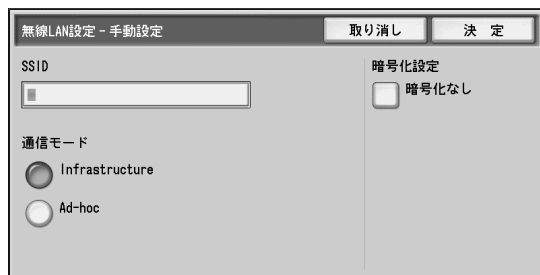 無線LAN設定 - 手動設定
取り消し
決 定
SSID
通信モード
Infrastructure
Ad-hoc
暗号化設定
暗号化なし